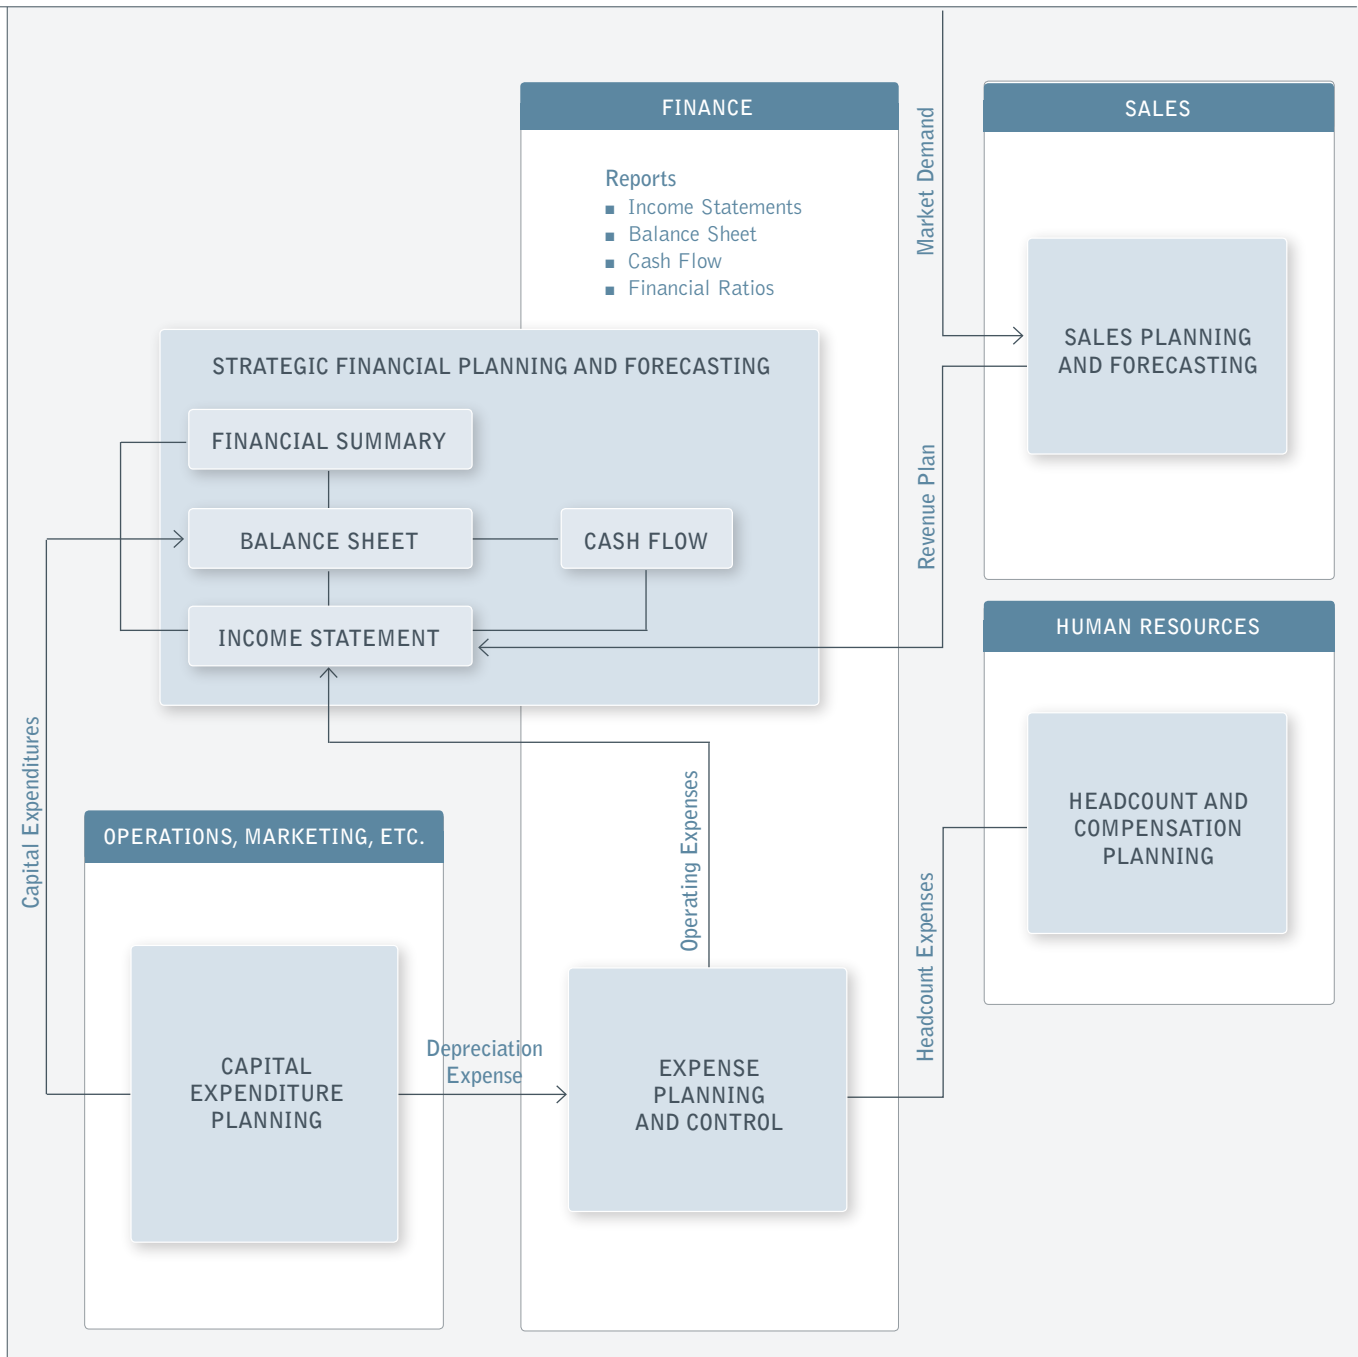 FINANCE
Reports
▪ Income Statements
▪ Balance Sheet
▪ Cash Flow
▪ Financial Ratios
Market Demand
SALES
SALES PLANNING
AND FORECASTING
STRATEGIC FINANCIAL PLANNING AND FORECASTING
FINANCIAL SUMMARY
BALANCE SHEET
CASH FLOW
INCOME STATEMENT
Revenue Plan
HUMAN RESOURCES
HEADCOUNT AND
COMPENSATION
PLANNING
Capital Expenditures
OPERATIONS, MARKETING, ETC.
CAPITAL
EXPENDITURE
PLANNING
Depreciation
Expense
Operating Expenses
EXPENSE
PLANNING
AND CONTROL
Headcount Expenses